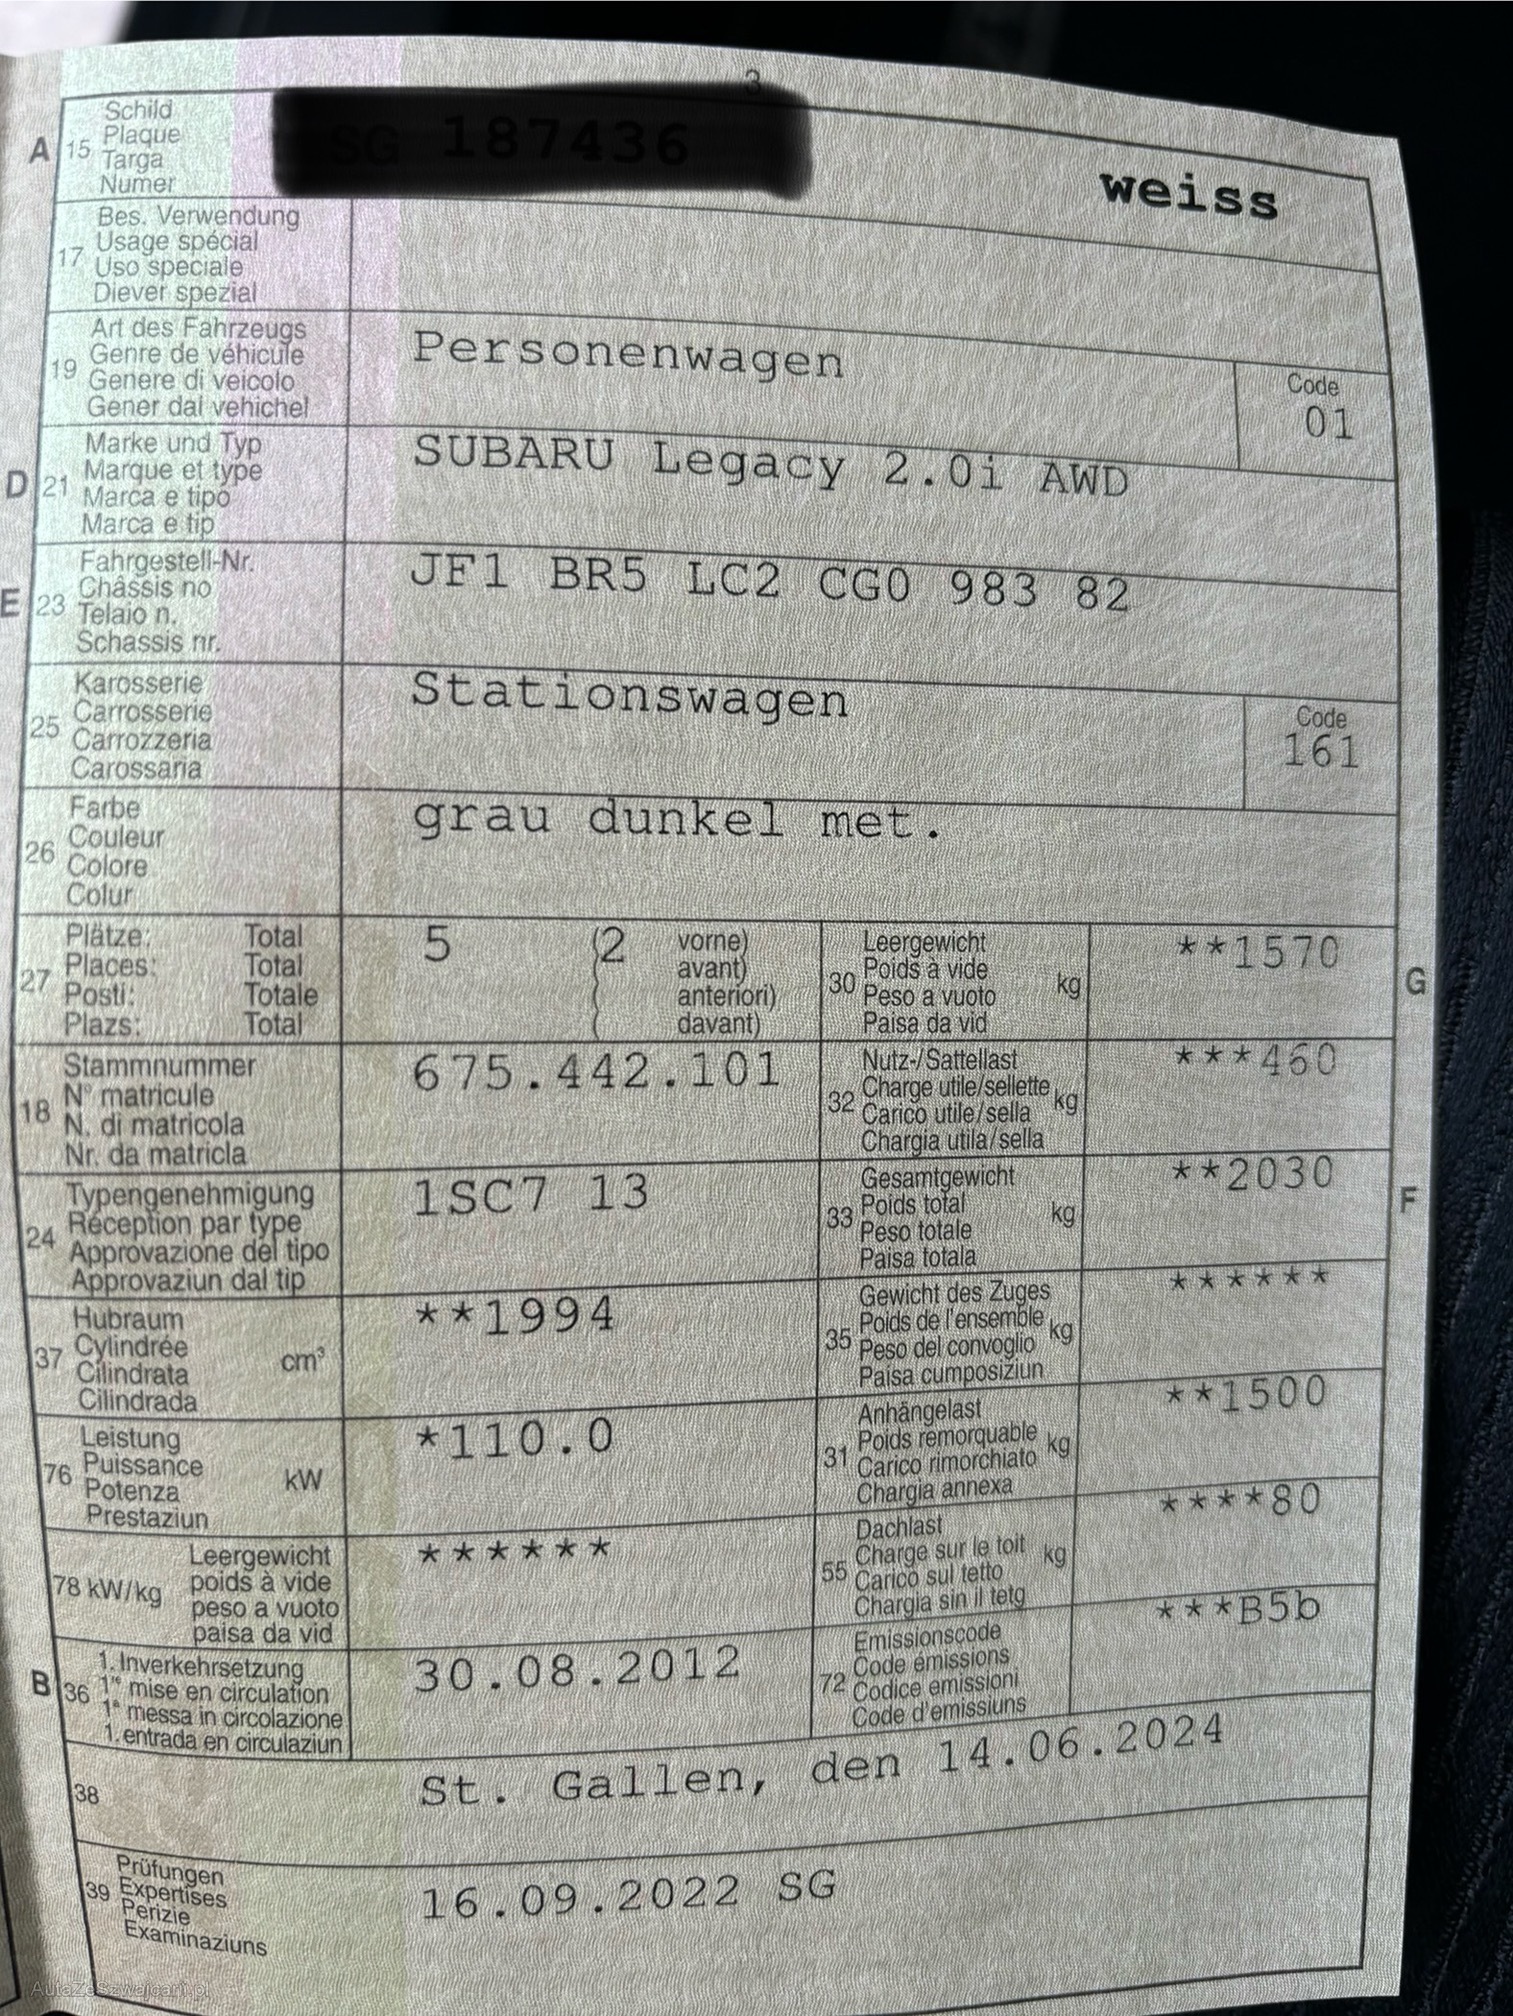 3
A 15 Schild
Plaque
Targa
Numer
weiss
17 Bes. Verwendung
Usage spécial
Uso speciale
Diever spezial
19 Art des Fahrzeugs
Genre de véhicule
Genere di veicolo
Gener dal vehichel
Personenwagen
Code
01
D 21 Marke und Typ
Marque et type
Marca e tipo
Marca e tip
SUBARU Legacy 2.0i AWD
E 23 Fahrgestell-Nr.
Châssis no
Telaio n.
Schassis nr.
JF1 BR5 LC2 CG0 983 82
25 Karosserie
Carrosserie
Carrozzeria
Carossaria
Stationswagen
Code
161
26 Farbe
Couleur
Colore
Colur
grau dunkel met.
27 Plätze: Total
Places: Total
Posti: Totale
Plazs: Total
5 (2 vorne)
( avant)
( anteriori)
( davant)
30 Leergewicht
Poids à vide kg
Peso a vuoto
Paisa da vid
**1570
G
18 Stammnummer
N° matricule
N. di matricola
Nr. da matricla
675.442.101
32 Nutz-/Sattellast
Charge utile/sellette kg
Carico utile/sella
Chargia utila/sella
***460
24 Typengenehmigung
Réception par type
Approvazione del tipo
Approvaziun dal tip
1SC7 13
33 Gesamtgewicht
Poids total kg
Peso totale
Paisa totala
**2030
F
37 Hubraum
Cylindrée cm³
Cilindrata
Cilindrada
**1994
35 Gewicht des Zuges
Poids de l'ensemble kg
Peso del convoglio
Paisa cumposiziun
******
76 Leistung
Puissance kW
Potenza
Prestaziun
*110.0
31 Anhängelast
Poids remorquable kg
Carico rimorchiato
Chargia annexa
**1500
78 kW/kg Leergewicht
poids à vide
peso a vuoto
paisa da vid
******
55 Dachlast
Charge sur le toit kg
Carico sul tetto
Chargia sin il tetg
****80
B 36 1. Inverkehrsetzung
1re mise en circulation
1a messa in circolazione
1. entrada en circulaziun
30.08.2012
72 Emissionscode
Code émissions
Codice emissioni
Code d'emissiuns
***B5b
38 St. Gallen, den 14.06.2024
39 Prüfungen
Expertises
Perizie
Examinaziuns
16.09.2022 SG
AutaZeSzwajcarii.pl